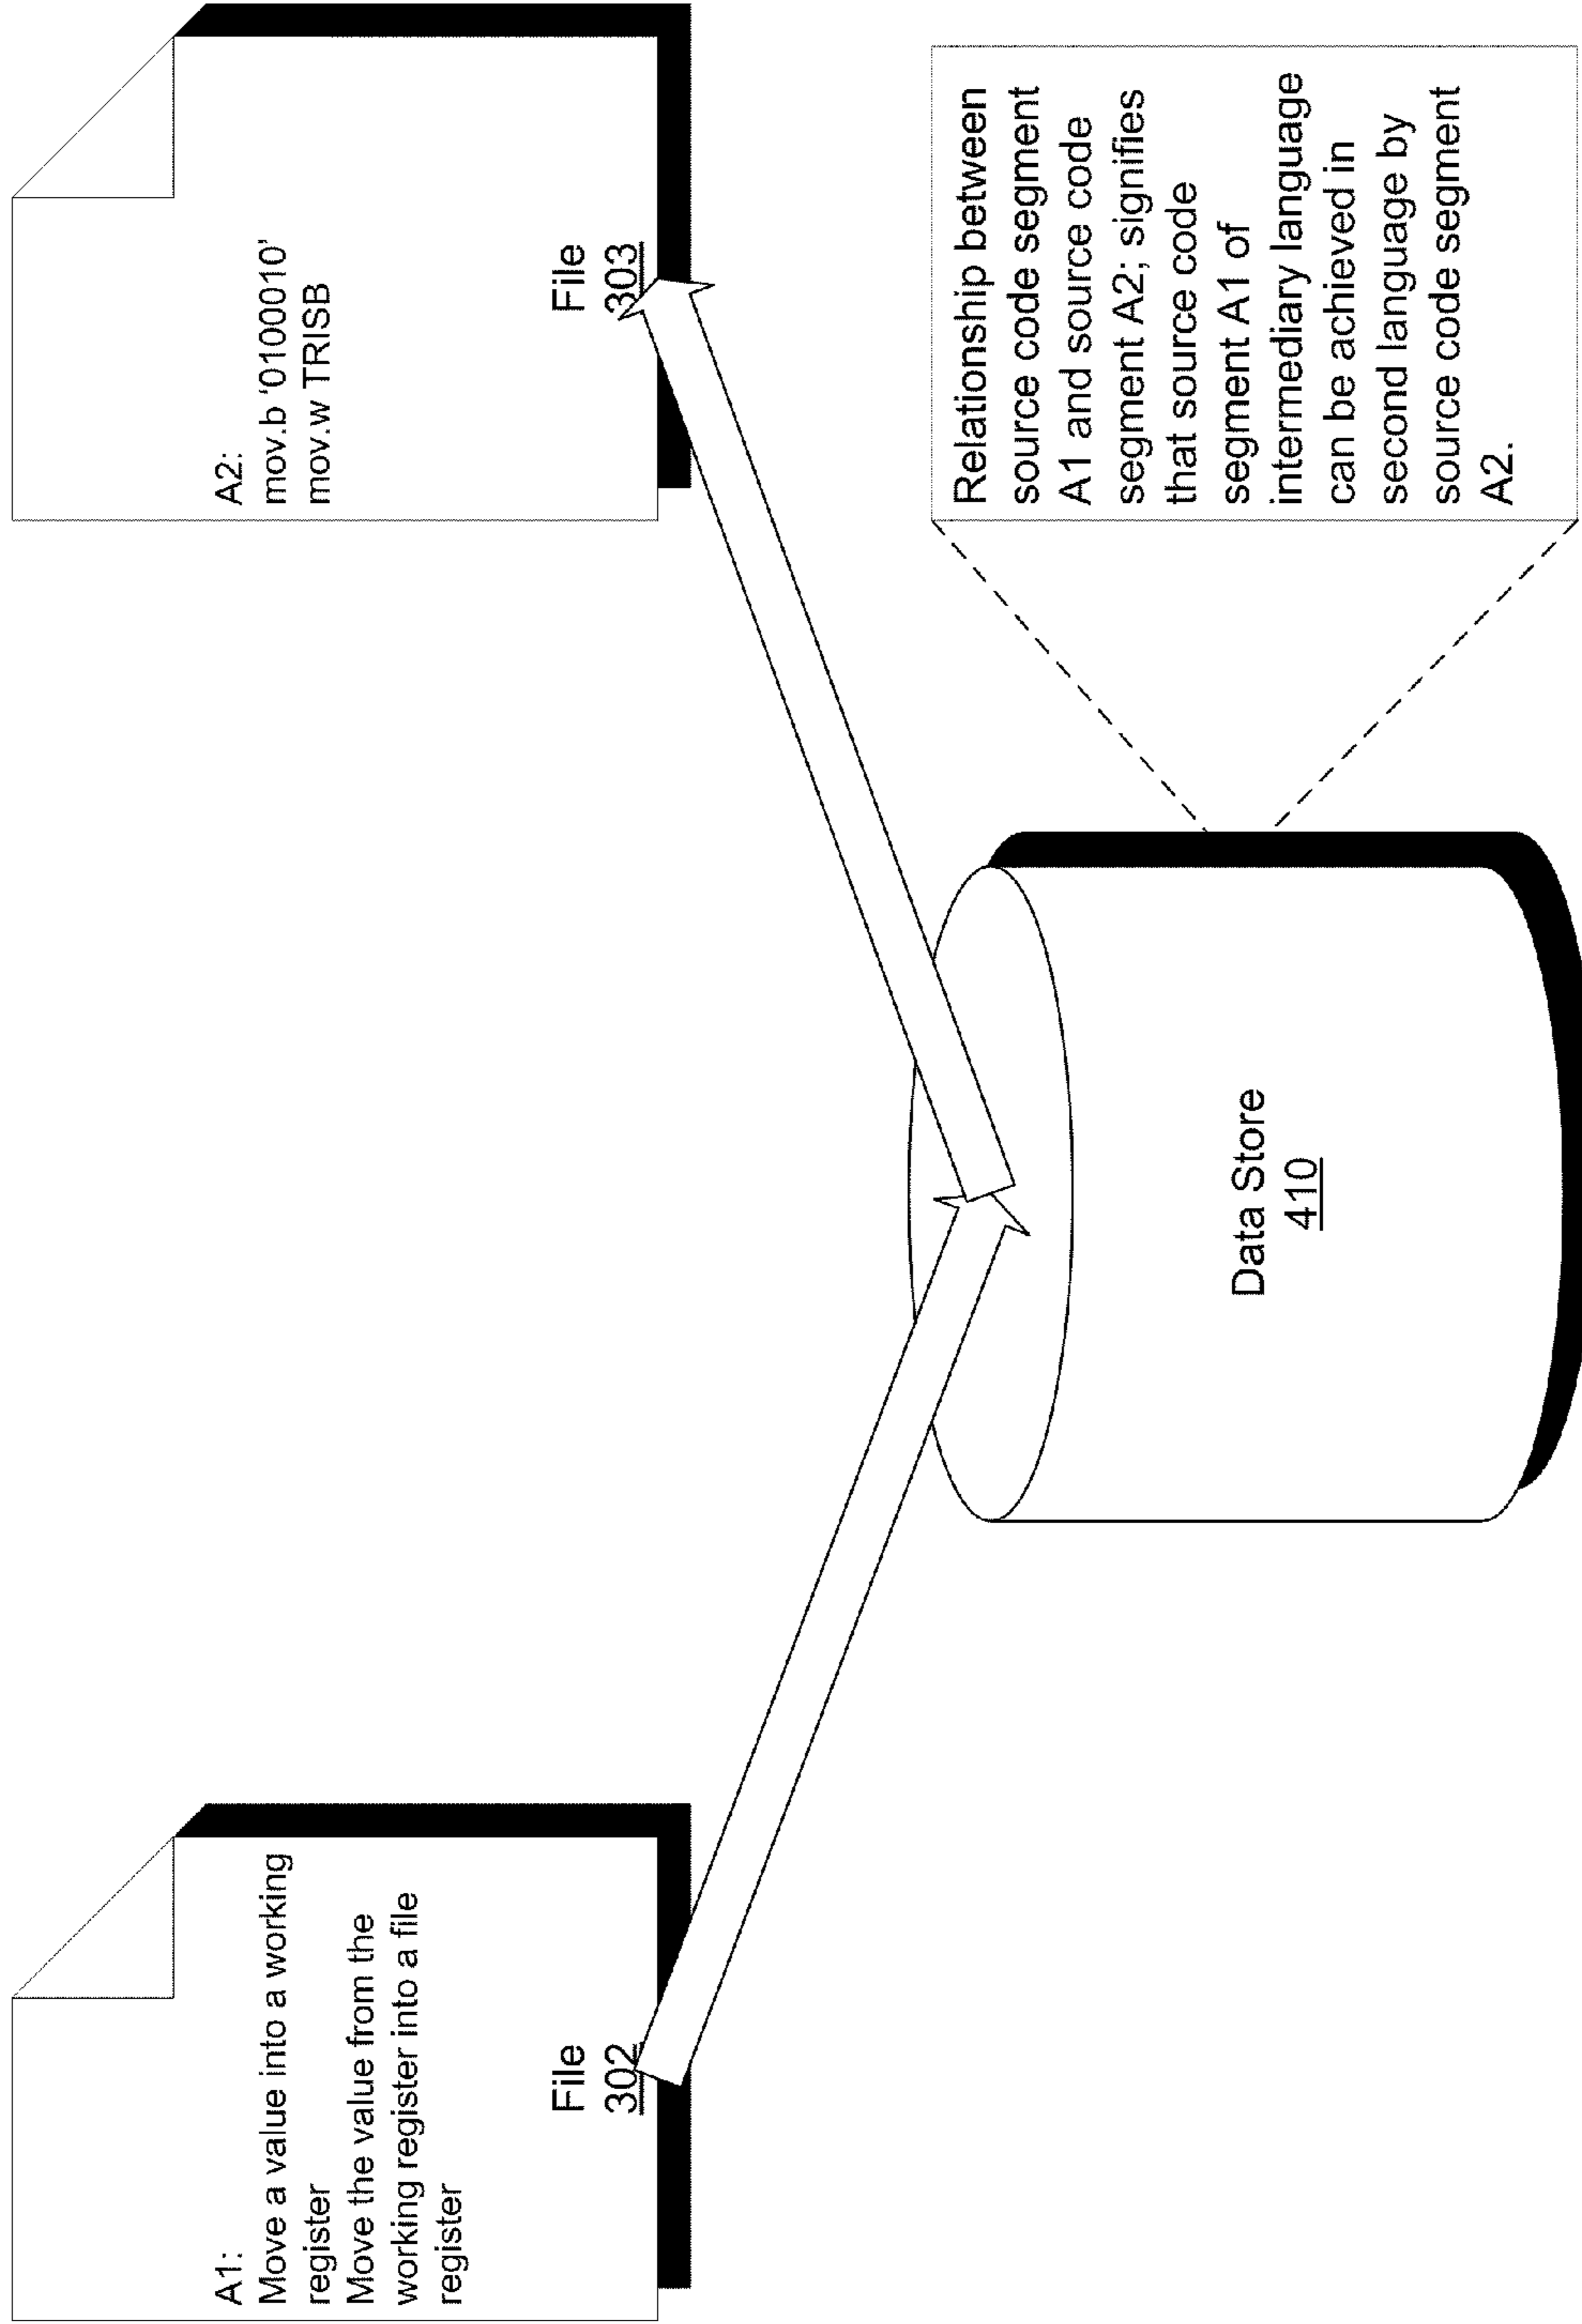 A1:
Move a value into a working
register
Move the value from the
working register into a file
register
File
302
A2:
mov.b '01000010'
mov.w TRISB
File
303
Data Store
410
Relationship between
source code segment
A1 and source code
segment A2; signifies
that source code
segment A1 of
intermediary language
can be achieved in
second language by
source code segment
A2.